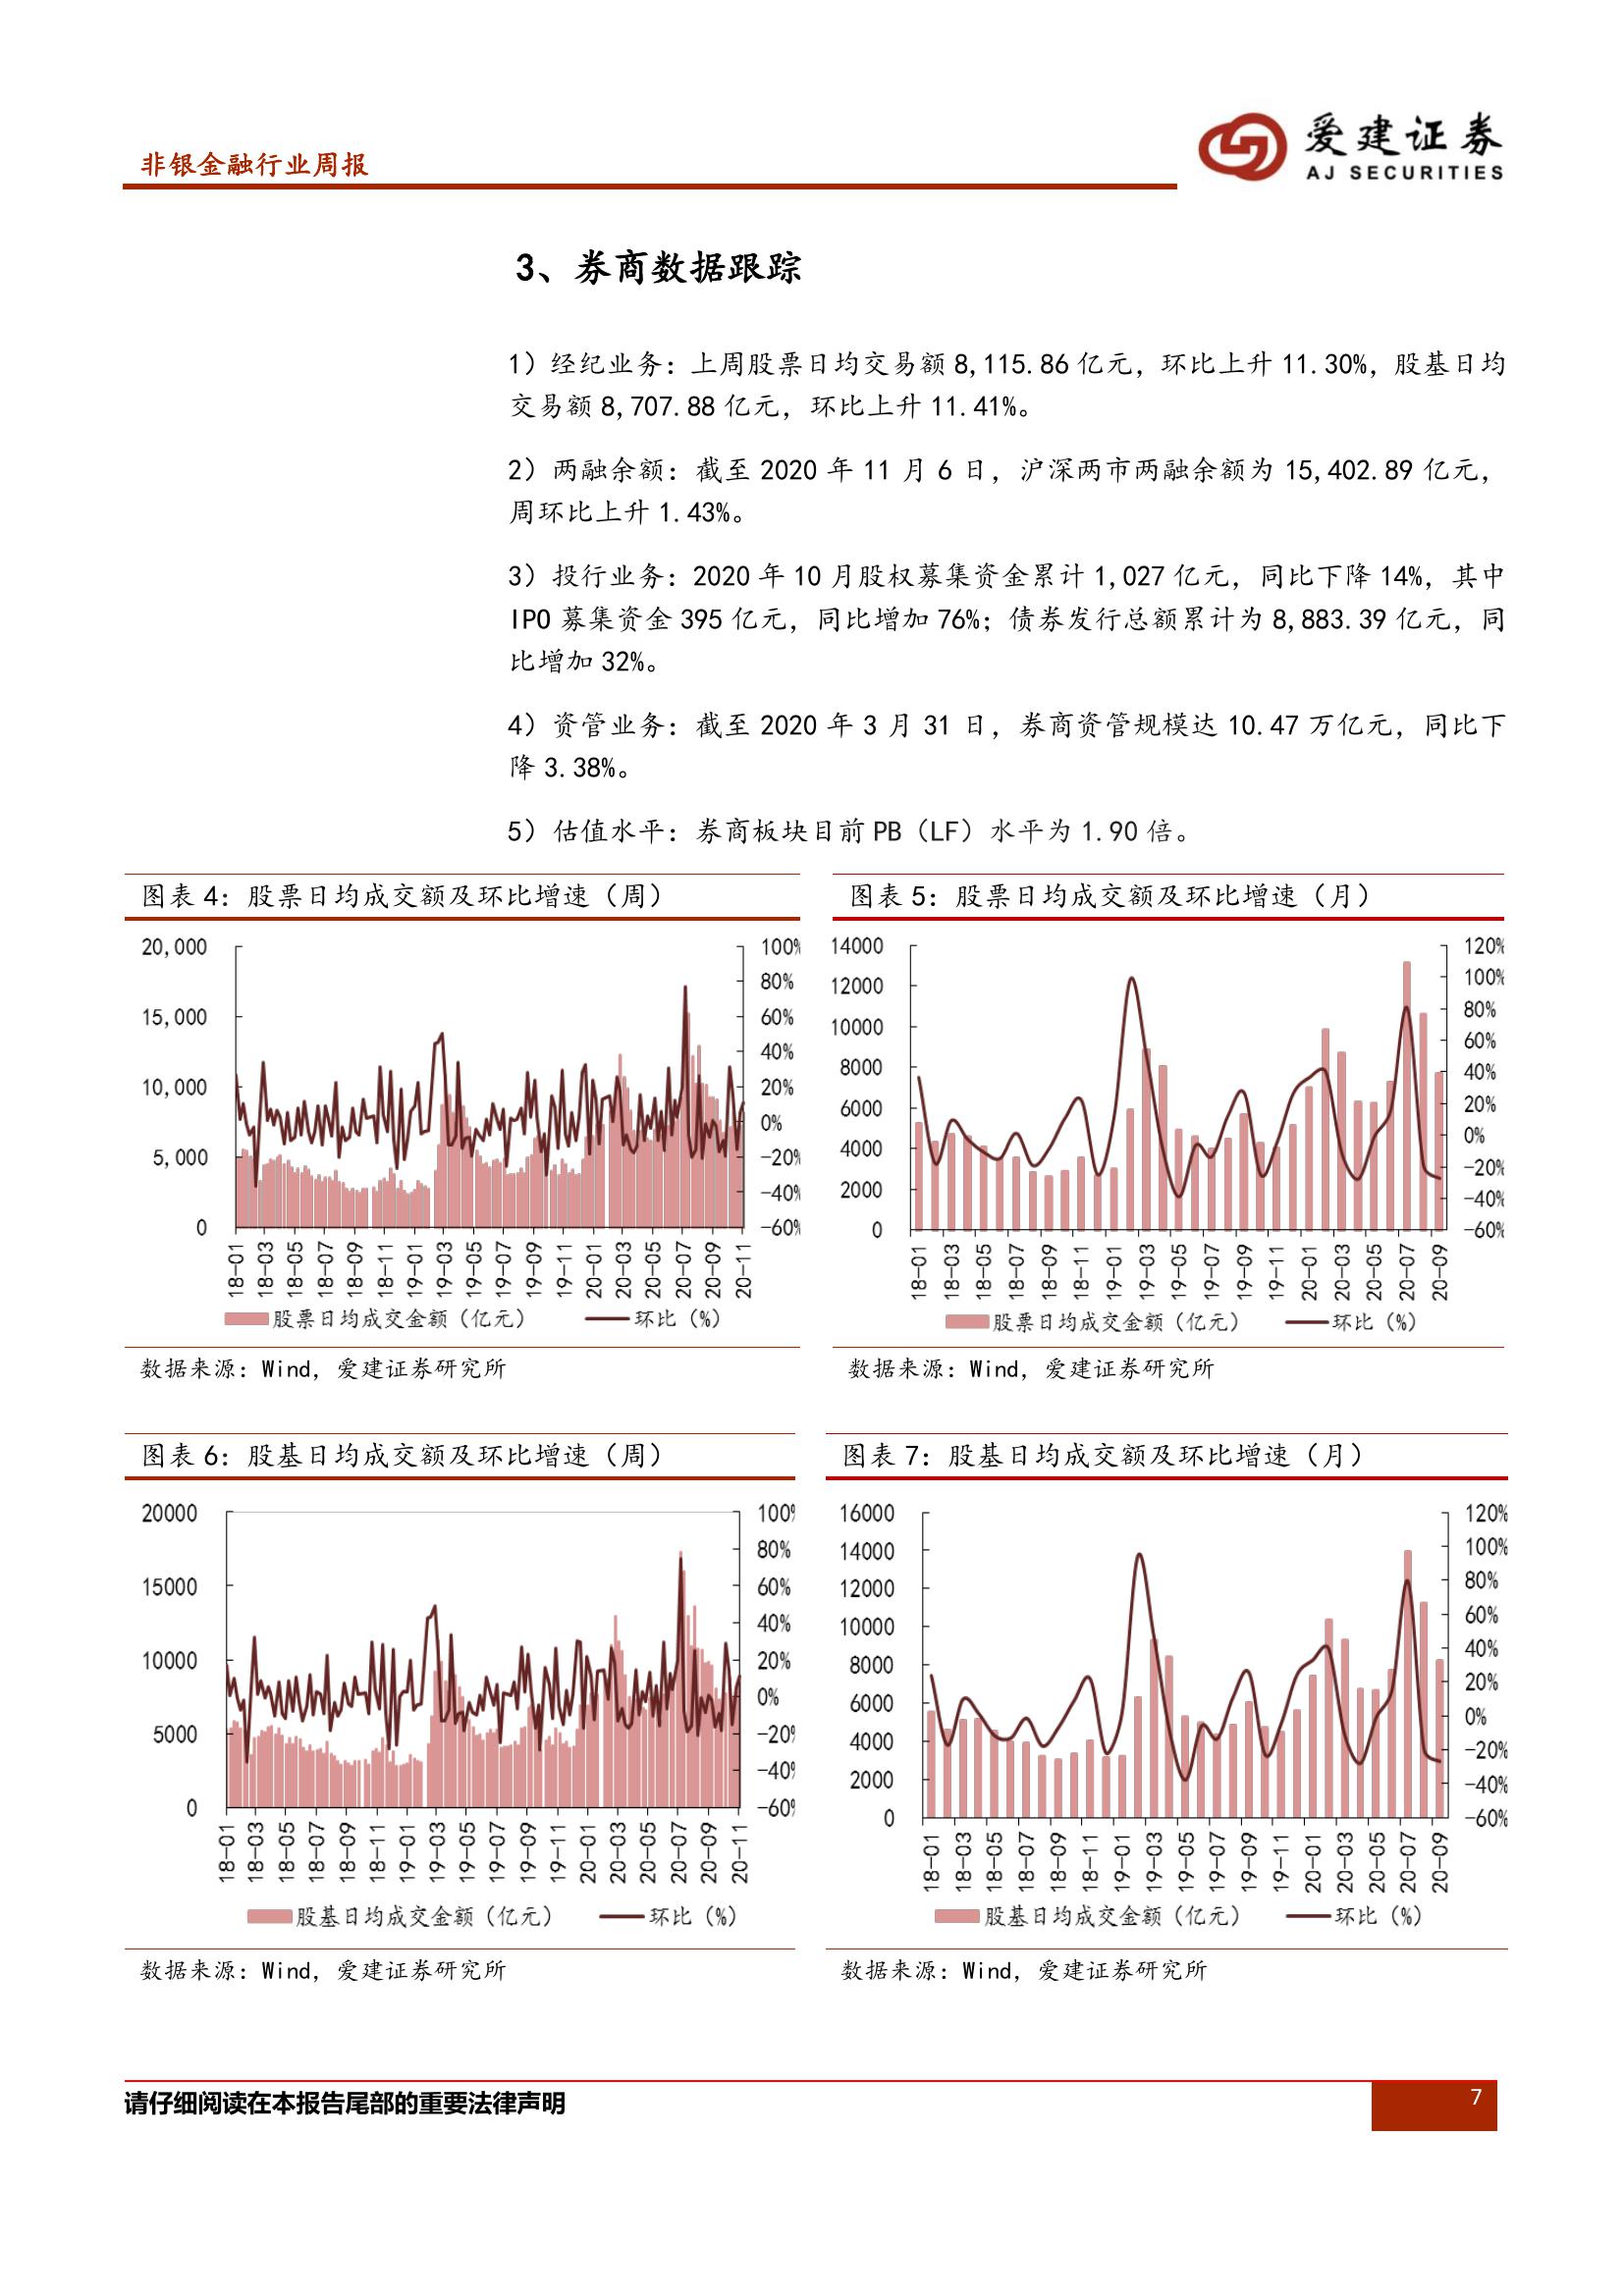 非银金融行业周报
爱建证券
AJ SECURITIES
3、券商数据跟踪
1）经纪业务：上周股票日均交易额 8,115.86 亿元，环比上升 11.30%，股基日均
交易额 8,707.88 亿元，环比上升 11.41%。
2）两融余额：截至 2020 年 11 月 6 日，沪深两市两融余额为 15,402.89 亿元，
周环比上升 1.43%。
3）投行业务：2020 年 10 月股权募集资金累计 1,027 亿元，同比下降 14%，其中
IPO 募集资金 395 亿元，同比增加 76%；债券发行总额累计为 8,883.39 亿元，同
比增加 32%。
4）资管业务：截至 2020 年 3 月 31 日，券商资管规模达 10.47 万亿元，同比下
降 3.38%。
5）估值水平：券商板块目前 PB（LF）水平为 1.90 倍。
图表 4：股票日均成交额及环比增速（周）
20,000
15,000
10,000
5,000
0
100%
80%
60%
40%
20%
0%
-20%
-40%
-60%
18-01 18-03 18-05 18-07 18-09 18-11 19-01 19-03 19-05 19-07 19-09 19-11 20-01 20-03 20-05 20-07 20-09 20-11
股票日均成交金额（亿元） 环比（%）
数据来源：Wind，爱建证券研究所
图表 5：股票日均成交额及环比增速（月）
14000
12000
10000
8000
6000
4000
2000
0
120%
100%
80%
60%
40%
20%
0%
-20%
-40%
-60%
18-01 18-03 18-05 18-07 18-09 18-11 19-01 19-03 19-05 19-07 19-09 19-11 20-01 20-03 20-05 20-07 20-09
股票日均成交金额（亿元） 环比（%）
数据来源：Wind，爱建证券研究所
图表 6：股基日均成交额及环比增速（周）
20000
15000
10000
5000
0
100%
80%
60%
40%
20%
0%
-20%
-40%
-60%
18-01 18-03 18-05 18-07 18-09 18-11 19-01 19-03 19-05 19-07 19-09 19-11 20-01 20-03 20-05 20-07 20-09 20-11
股基日均成交金额（亿元） 环比（%）
数据来源：Wind，爱建证券研究所
图表 7：股基日均成交额及环比增速（月）
16000
14000
12000
10000
8000
6000
4000
2000
0
120%
100%
80%
60%
40%
20%
0%
-20%
-40%
-60%
18-01 18-03 18-05 18-07 18-09 18-11 19-01 19-03 19-05 19-07 19-09 19-11 20-01 20-03 20-05 20-07 20-09
股基日均成交金额（亿元） 环比（%）
数据来源：Wind，爱建证券研究所
请仔细阅读在本报告尾部的重要法律声明
7